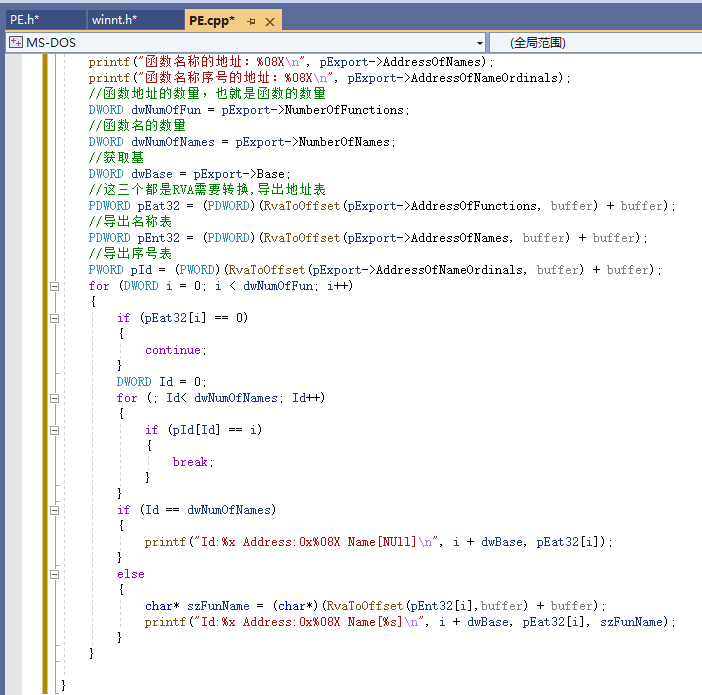 PE.h*
winnt.h*
PE.cpp*
MS-DOS
(全局范围)
printf("函数名称的地址: %08X\n", pExport->AddressOfNames);
printf("函数名称序号的地址: %08X\n", pExport->AddressOfNameOrdinals);
//函数地址的数量，也就是函数的数量
DWORD dwNumOfFun = pExport->NumberOfFunctions;
//函数名的数量
DWORD dwNumOfNames = pExport->NumberOfNames;
//获取基
DWORD dwBase = pExport->Base;
//这三个都是RVA需要转换,导出地址表
PDWORD pEat32 = (PDWORD)(RvaToOffset(pExport->AddressOfFunctions, buffer) + buffer);
//导出名称表
PDWORD pEnt32 = (PDWORD)(RvaToOffset(pExport->AddressOfNames, buffer) + buffer);
//导出序号表
PWORD pId = (PWORD)(RvaToOffset(pExport->AddressOfNameOrdinals, buffer) + buffer);
for (DWORD i = 0; i < dwNumOfFun; i++)
{
if (pEat32[i] == 0)
{
continue;
}
DWORD Id = 0;
for (; Id< dwNumOfNames; Id++)
{
if (pId[Id] == i)
{
break;
}
}
if (Id == dwNumOfNames)
{
printf("Id:%x Address:0x%08X Name[NUll]\n", i + dwBase, pEat32[i]);
}
else
{
char* szFunName = (char*)(RvaToOffset(pEnt32[i],buffer) + buffer);
printf("Id:%x Address:0x%08X Name[%s]\n", i + dwBase, pEat32[i], szFunName);
}
}
}